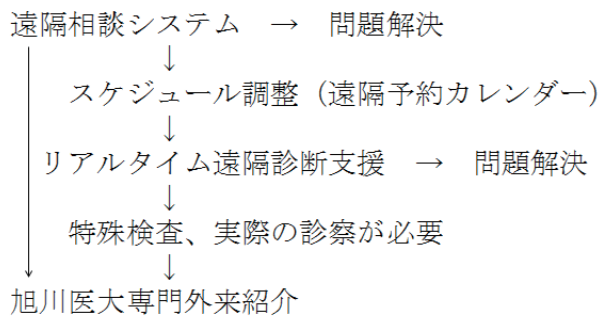 遠隔相談システム　→　問題解決
↓
スケジュール調整（遠隔予約カレンダー）
↓
リアルタイム遠隔診断支援　→　問題解決
↓
特殊検査、実際の診察が必要
↓
旭川医大専門外来紹介